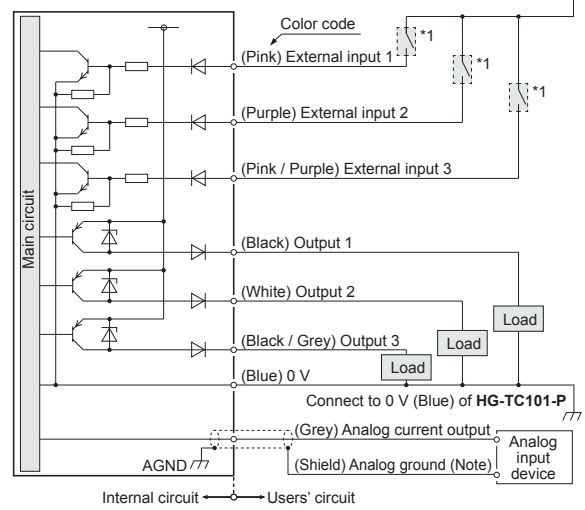 Color code
(Pink) External input 1
*1
*1
*1
(Purple) External input 2
(Pink / Purple) External input 3
Main circuit
(Black) Output 1
(White) Output 2
Load
Load
(Black / Grey) Output 3
Load
(Blue) 0 V
Connect to 0 V (Blue) of HG-TC101-P
(Grey) Analog current output
Analog
input
device
AGND
(Shield) Analog ground (Note)
Internal circuit
Users' circuit